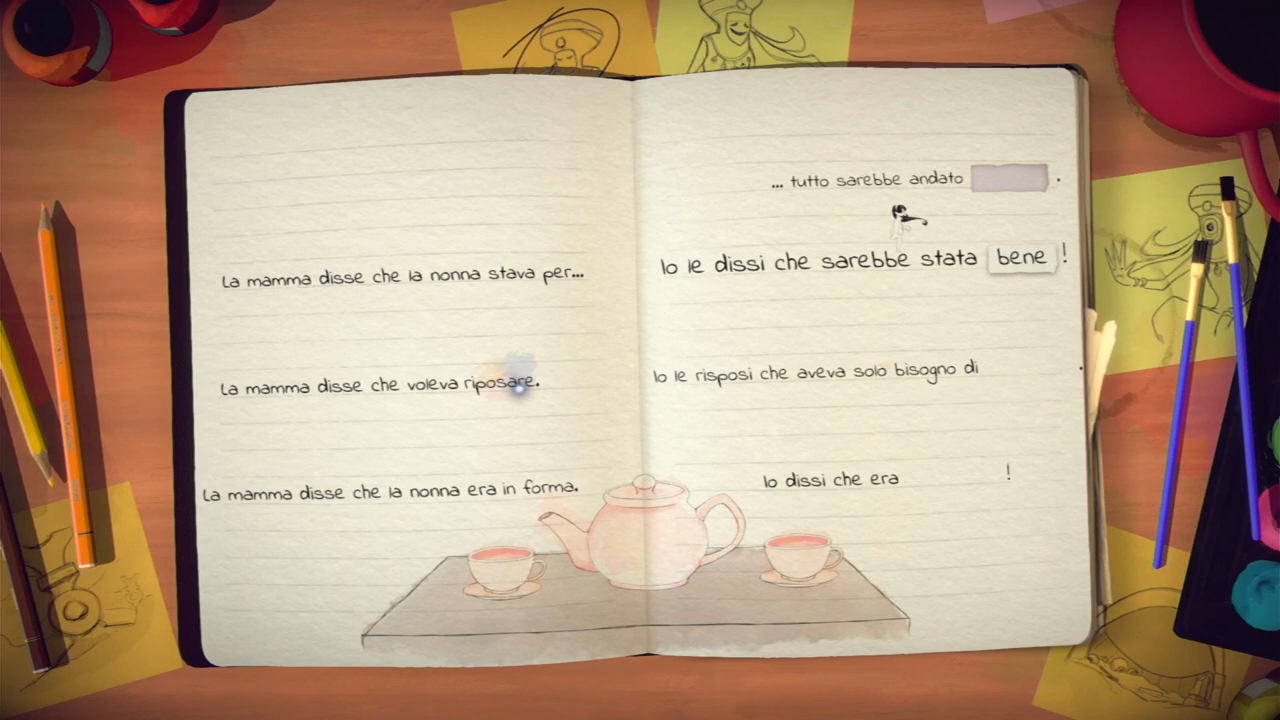 La mamma disse che la nonna stava per...
La mamma disse che voleva riposare.
La mamma disse che la nonna era in forma.
... tutto sarebbe andato .
Io le dissi che sarebbe stata bene !
Io le risposi che aveva solo bisogno di .
Io dissi che era !